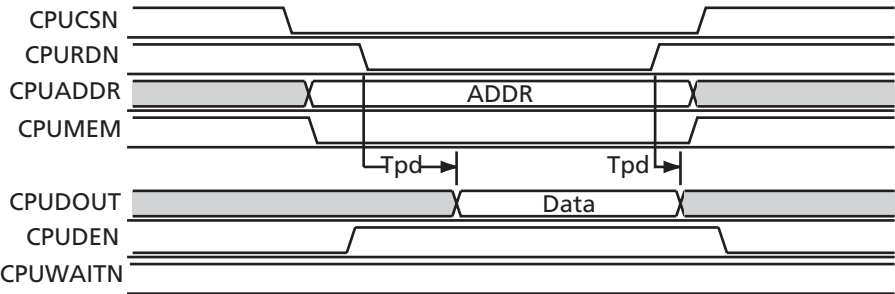 CPUCSN
CPURDN
CPUADDR ADDR
CPUMEM
Tpd Tpd
CPUDOUT Data
CPUDEN
CPUWAITN